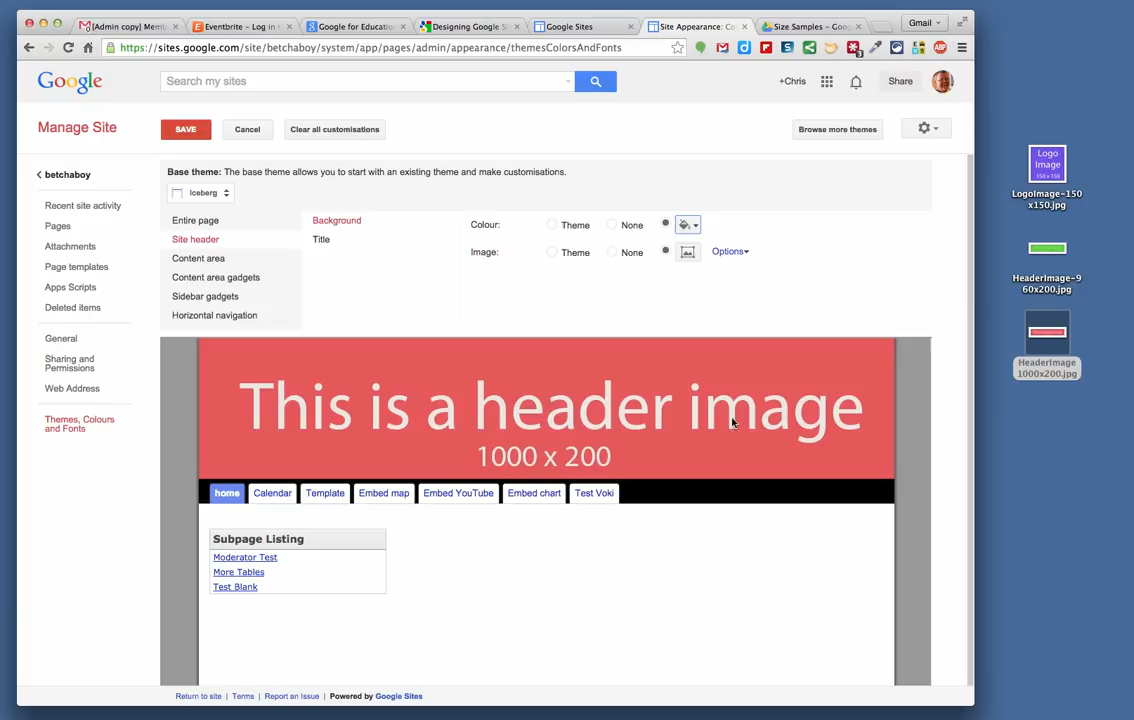 [Admin copy] Memb
Eventbrite – Log in t
Google for Education
Designing Google Si
Google Sites
Site Appearance: Co
Size Samples – Goo
Gmail
https://sites.google.com/site/betchaboy/system/app/pages/admin/appearance/themesColorsAndFonts
Google
Search my sites
+Chris
Share
Manage Site
SAVE
Cancel
Clear all customisations
Browse more themes
betchaboy
Base theme: The base theme allows you to start with an existing theme and make customisations.
Iceberg
Recent site activity
Pages
Attachments
Page templates
Apps Scripts
Deleted items
General
Sharing and
Permissions
Web Address
Themes, Colours
and Fonts
Entire page
Site header
Content area
Content area gadgets
Sidebar gadgets
Horizontal navigation
Background
Title
Colour:
Theme
None
Image:
Theme
None
Options
This is a header image
1000 x 200
home
Calendar
Template
Embed map
Embed YouTube
Embed chart
Test Voki
Subpage Listing
Moderator Test
More Tables
Test Blank
Return to site | Terms | Report an Issue | Powered by Google Sites
Logo
Image
150 x 150
LogoImage-150
x150.jpg
HeaderImage-9
60x200.jpg
HeaderImage
1000x200.jpg